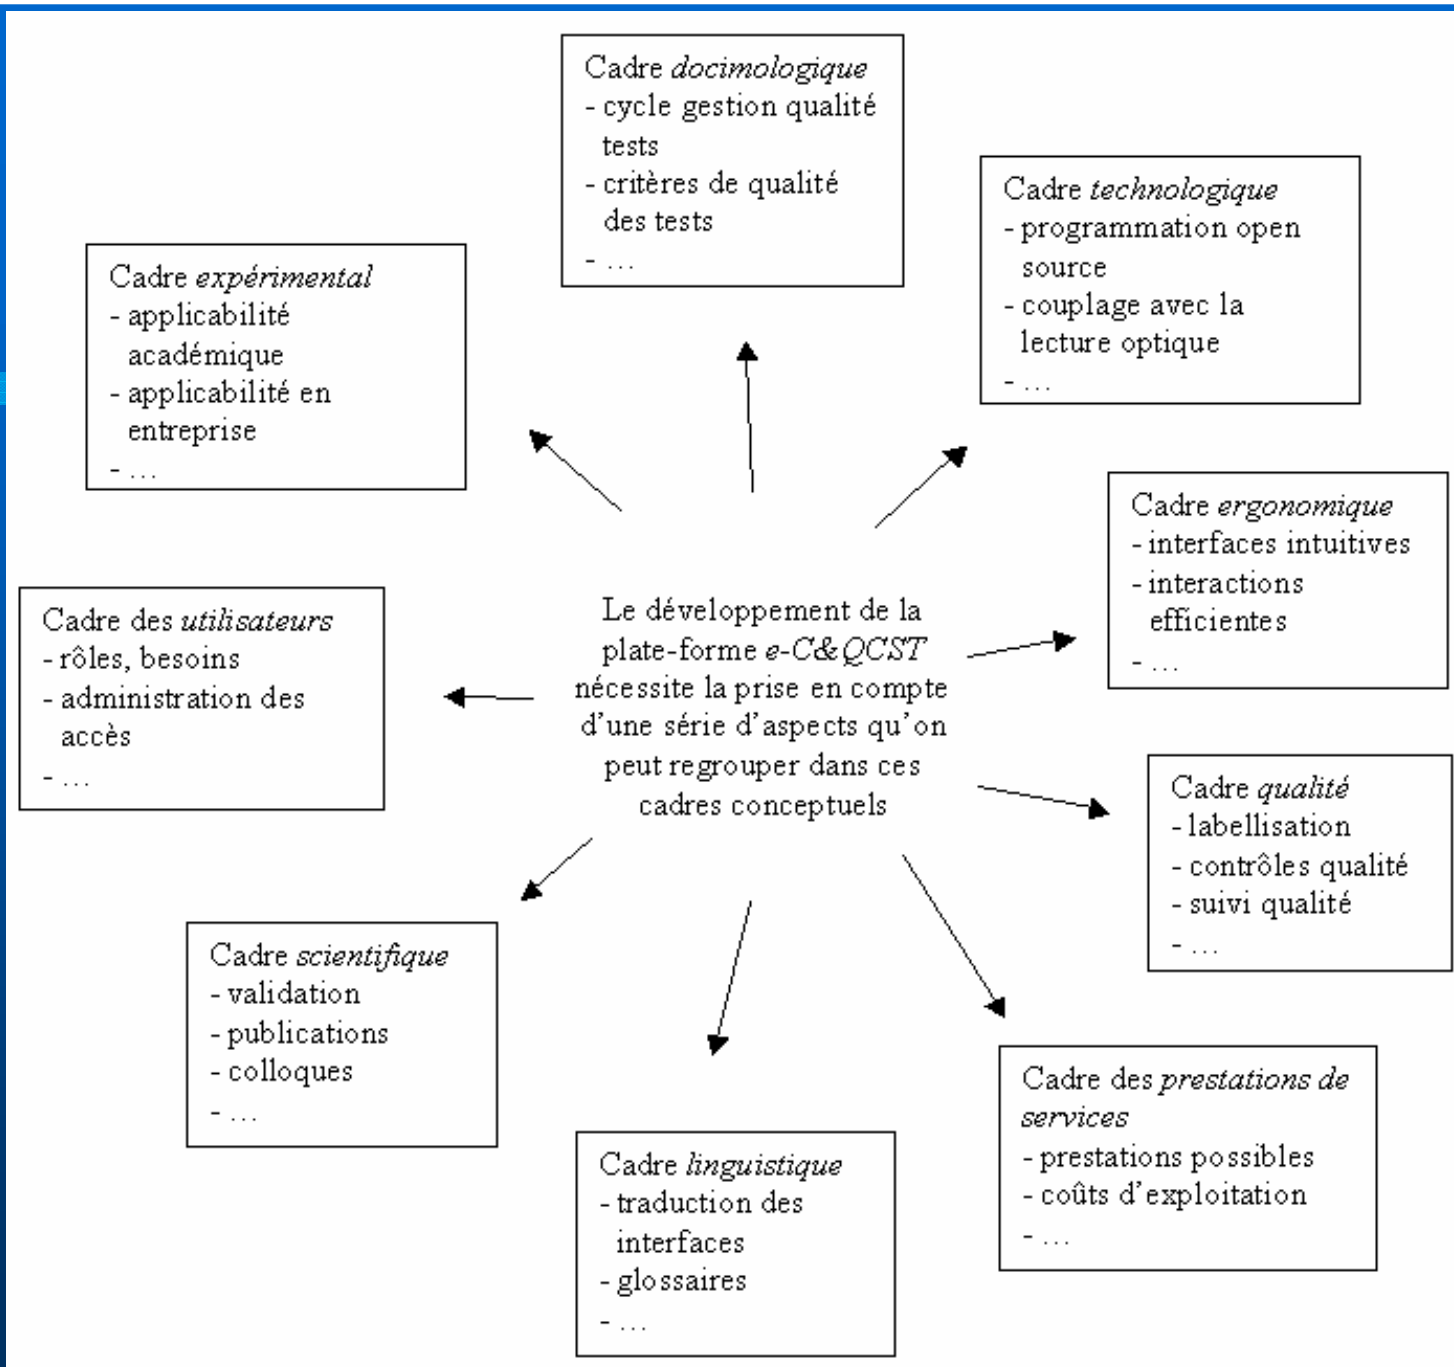 Cadre docimologique
- cycle gestion qualité
tests
- critères de qualité
des tests
- ...
Cadre technologique
- programmation open
source
- couplage avec la
lecture optique
- ...
Cadre expérimental
- applicabilité
académique
- applicabilité en
entreprise
- ...
Cadre ergonomique
- interfaces intuitives
- interactions
efficientes
- ...
Cadre des utilisateurs
- rôles, besoins
- administration des
accès
- ...
Le développement de la
plate-forme e-C&QCST
nécessite la prise en compte
d'une série d'aspects qu'on
peut regrouper dans ces
cadres conceptuels
Cadre qualité
- labellisation
- contrôles qualité
- suivi qualité
- ...
Cadre scientifique
- validation
- publications
- colloques
- ...
Cadre des prestations de
services
- prestations possibles
- coûts d'exploitation
- ...
Cadre linguistique
- traduction des
interfaces
- glossaires
- ...